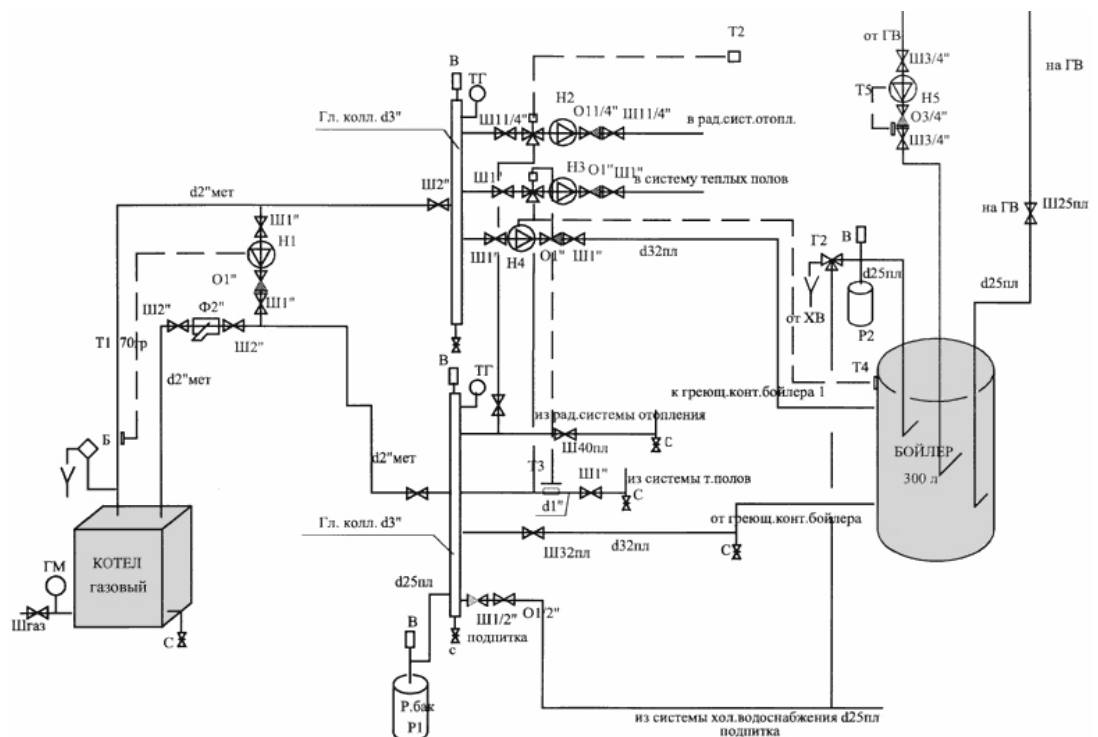 от ГВ
Ш3/4"
на ГВ
T2
В
ТГ
T5
Н5
О3/4"
Ш3/4"
Гл. колл. d3"
Ш11/4"
Н2
О11/4"
Ш11/4"
в рад.сист.отопл.
d2"мет
Ш2"
Ш1"
Н3
О1"
Ш1"
в систему теплых полов
Ш1"
Н1
Ш1"
Н4
О1"
Ш1"
d32пл
на ГВ
Ш25пл
Г2
В
d25пл
d25пл
О1"
Ш1"
Ш2"
Ф2"
Ш2"
от ХВ
Р2
Т1
70гр
d2"мет
В
ТГ
Т4
к греющ.конт.бойлера 1
Б
из рад.системы отопления
Ш40пл
С
БОЙЛЕР
300 л
d2"мет
Т3
Ш1"
из системы т.полов
d1"
С
Гл. колл. d3"
от греющ.конт.бойлера
Ш32пл
d32пл
С
КОТЕЛ
газовый
ГМ
Шгаз
С
d25пл
В
Ш1/2"
О1/2"
подпитка
с
Р.бак
Р1
из системы хол.водоснабжения d25пл
подпитка